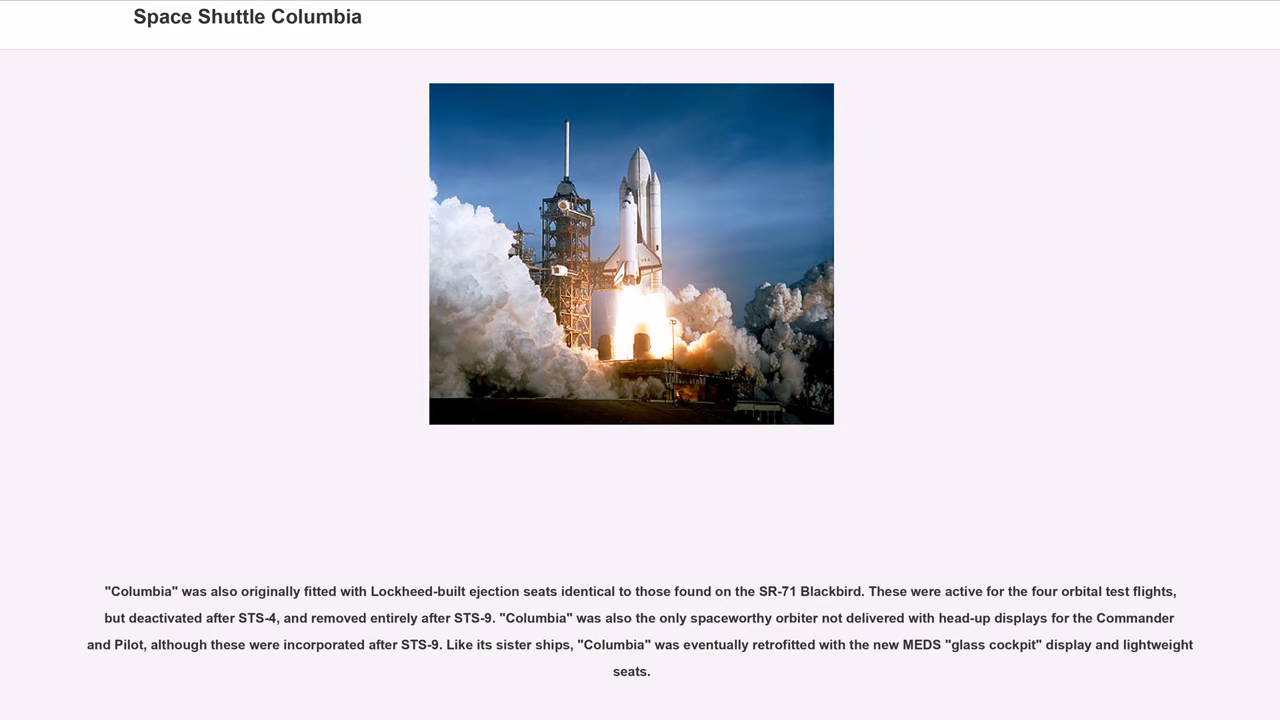 Space Shuttle Columbia
"Columbia" was also originally fitted with Lockheed-built ejection seats identical to those found on the SR-71 Blackbird. These were active for the four orbital test flights,
but deactivated after STS-4, and removed entirely after STS-9. "Columbia" was also the only spaceworthy orbiter not delivered with head-up displays for the Commander
and Pilot, although these were incorporated after STS-9. Like its sister ships, "Columbia" was eventually retrofitted with the new MEDS "glass cockpit" display and lightweight
seats.